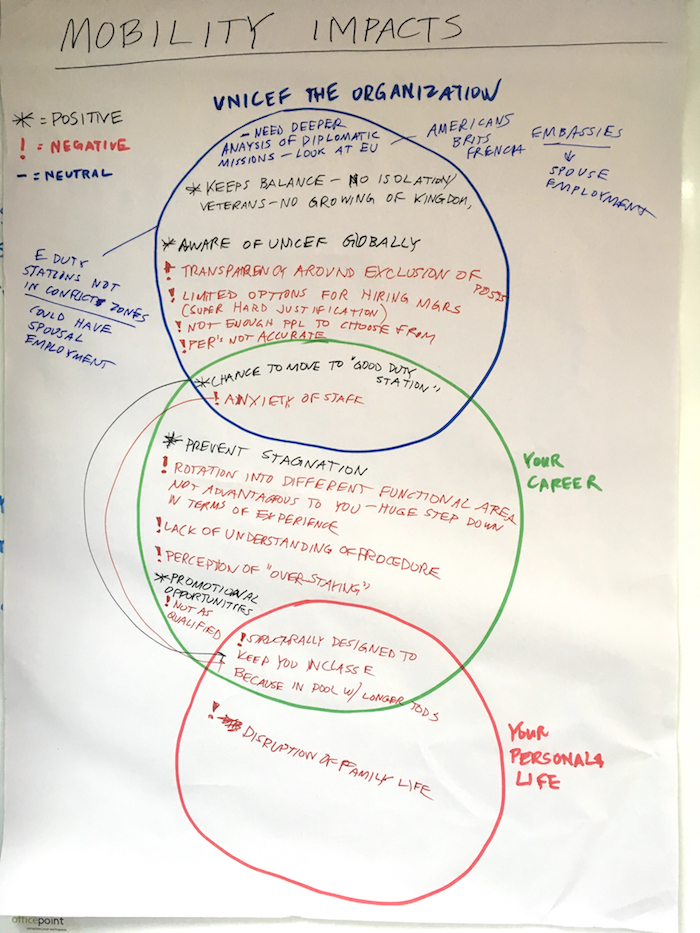 MOBILITY IMPACTS
UNICEF THE ORGANIZATION
* = POSITIVE
! = NEGATIVE
- = NEUTRAL
- NEED DEEPER
ANALYSIS OF DIPLOMATIC
MISSIONS - LOOK AT EU
AMERICANS
BRITS
FRENCH
EMBASSIES
SPOUSE
EMPLOYMENT
* KEEPS BALANCE - NO ISOLATION
VETERANS - NO GROWING OF KINGDOM,
* AWARE OF UNICEF GLOBALLY
! TRANSPARENCY AROUND EXCLUSION OF
! LIMITED OPTIONS FOR HIRING MGRS
(SUPER HARD JUSTIFICATION)
! NOT ENOUGH PPL TO CHOOSE FROM
! PER'S NOT ACCURATE
E DUTY
STATIONS NOT
IN CONFLICT ZONES
COULD HAVE
SPOUSAL
EMPLOYMENT
* CHANCE TO MOVE TO "GOOD DUTY
STATION"
! ANXIETY OF STAFF
YOUR
CAREER
* PREVENT STAGNATION
! ROTATION INTO DIFFERENT FUNCTIONAL AREA
NOT ADVANTAGEOUS TO YOU - HUGE STEP DOWN
IN TERMS OF EXPERIENCE
! LACK OF UNDERSTANDING OF PROCEDURE
! PERCEPTION OF "OVER STAYING"
* PROMOTIONAL
OPPORTUNITIES
! NOT AS
QUALIFIED
! STRUCTURALLY DESIGNED TO
KEEP YOU IN CLASS E
BECAUSE IN POOL W/ LONGER TODS
! DISRUPTION OF FAMILY LIFE
YOUR
PERSONAL
LIFE
officepoint